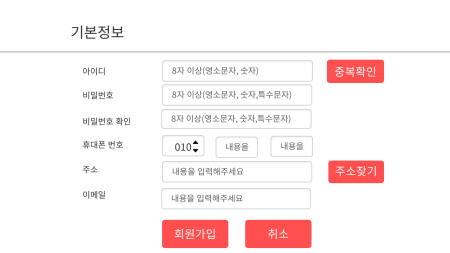 기본정보
아이디 8자 이상(영소문자, 숫자) 중복확인
비밀번호 8자 이상(영소문자, 숫자,특수문자)
비밀번호 확인 8자 이상(영소문자, 숫자,특수문자)
휴대폰 번호 010 내용을 내용을
주소 내용을 입력해주세요 주소찾기
이메일 내용을 입력해주세요
회원가입 취소